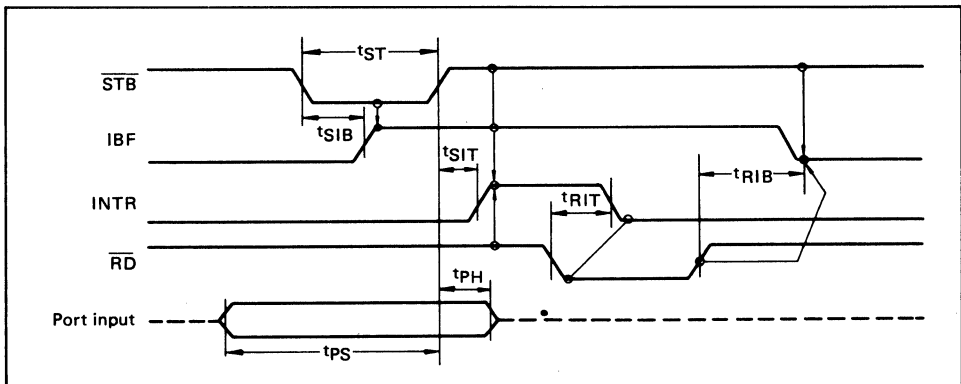 tST
STB
tSIB
IBF
tSIT
tRIB
INTR
tRIT
RD
tPH
Port input
tPS